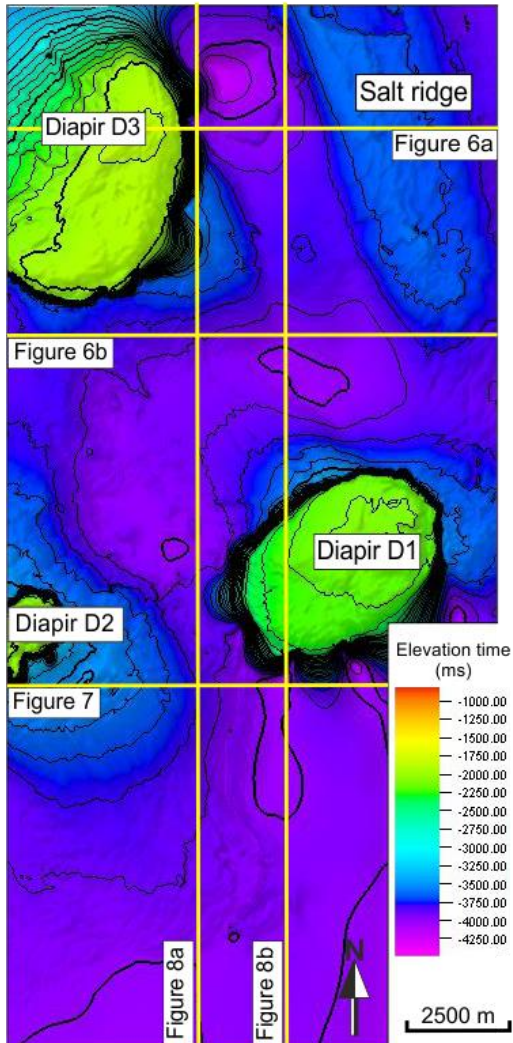 Salt ridge
Diapir D3
Figure 6a
Figure 6b
Diapir D1
Diapir D2
Figure 7
Elevation time
(ms)
-1000.00
-1250.00
-1500.00
-1750.00
-2000.00
-2250.00
-2500.00
-2750.00
-3000.00
-3250.00
-3500.00
-3750.00
-4000.00
-4250.00
Figure 8a
Figure 8b
N
2500 m